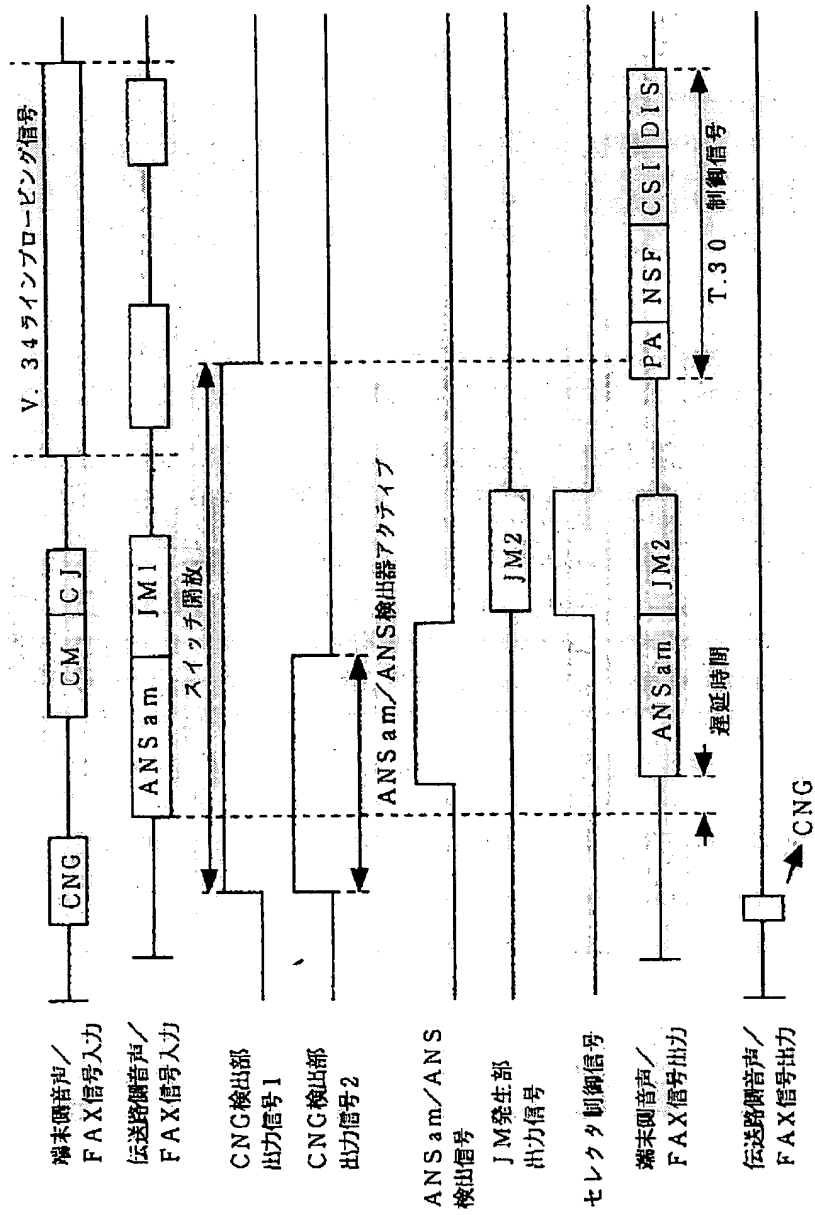 端末側音声／
FAX信号入力
CNG
CM
CJ
V.34ラインプロービング信号
伝送路側音声／
FAX信号入力
ANSam
JM1
CNG検出部
出力信号1
スイッチ開放
CNG検出部
出力信号2
ANSam／ANS検出器アクティブ
ANSam／ANS
検出信号
JM発生部
出力信号
JM2
セレクタ制御信号
端末側音声／
FAX信号出力
遅延時間
ANSam
JM2
PA
NSF
CSI
DIS
T.30 制御信号
伝送路側音声／
FAX信号出力
CNG